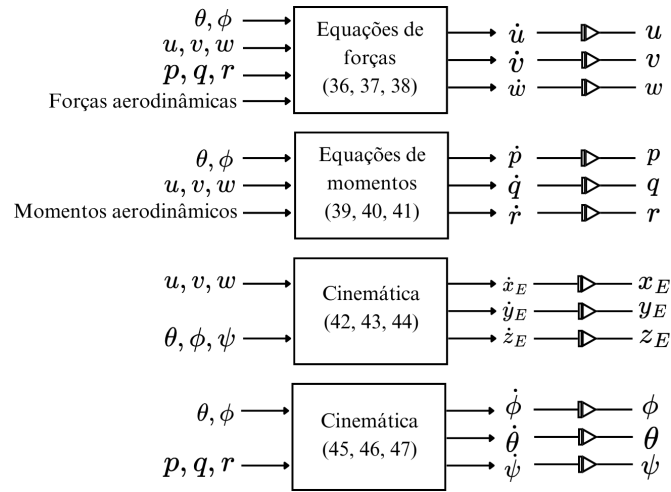 θ, ϕ
u, v, w
p, q, r
Forças aerodinâmicas
Equações de
forças
(36, 37, 38)
u̇ u
v̇ v
ẇ w
θ, ϕ
u, v, w
Momentos aerodinâmicos
Equações de
momentos
(39, 40, 41)
ṗ p
q̇ q
ṙ r
u, v, w
θ, ϕ, ψ
Cinemática
(42, 43, 44)
ẋ_E x_E
ẏ_E y_E
ż_E z_E
θ, ϕ
p, q, r
Cinemática
(45, 46, 47)
ϕ̇ ϕ
θ̇ θ
ψ̇ ψ